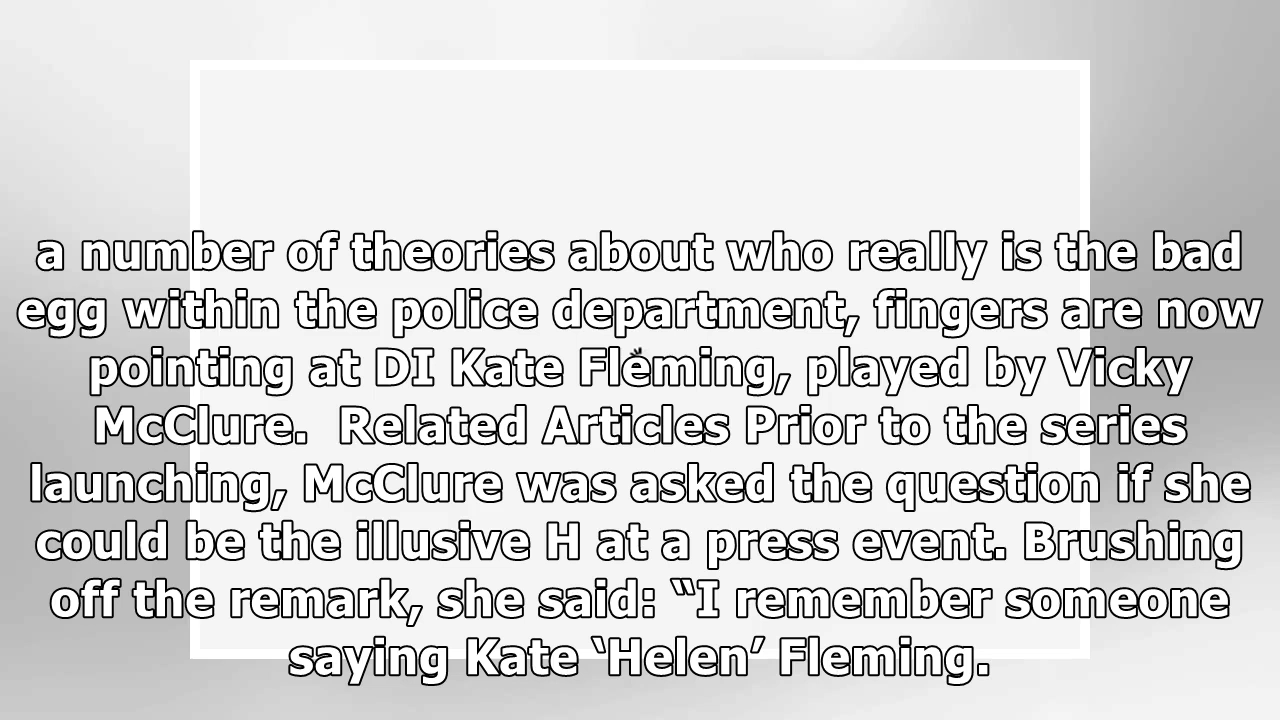 a number of theories about who really is the bad
egg within the police department, fingers are now
pointing at DI Kate Fleming, played by Vicky
McClure.  Related Articles Prior to the series
launching, McClure was asked the question if she
could be the illusive H at a press event. Brushing
off the remark, she said: “I remember someone
saying Kate ‘Helen’ Fleming.